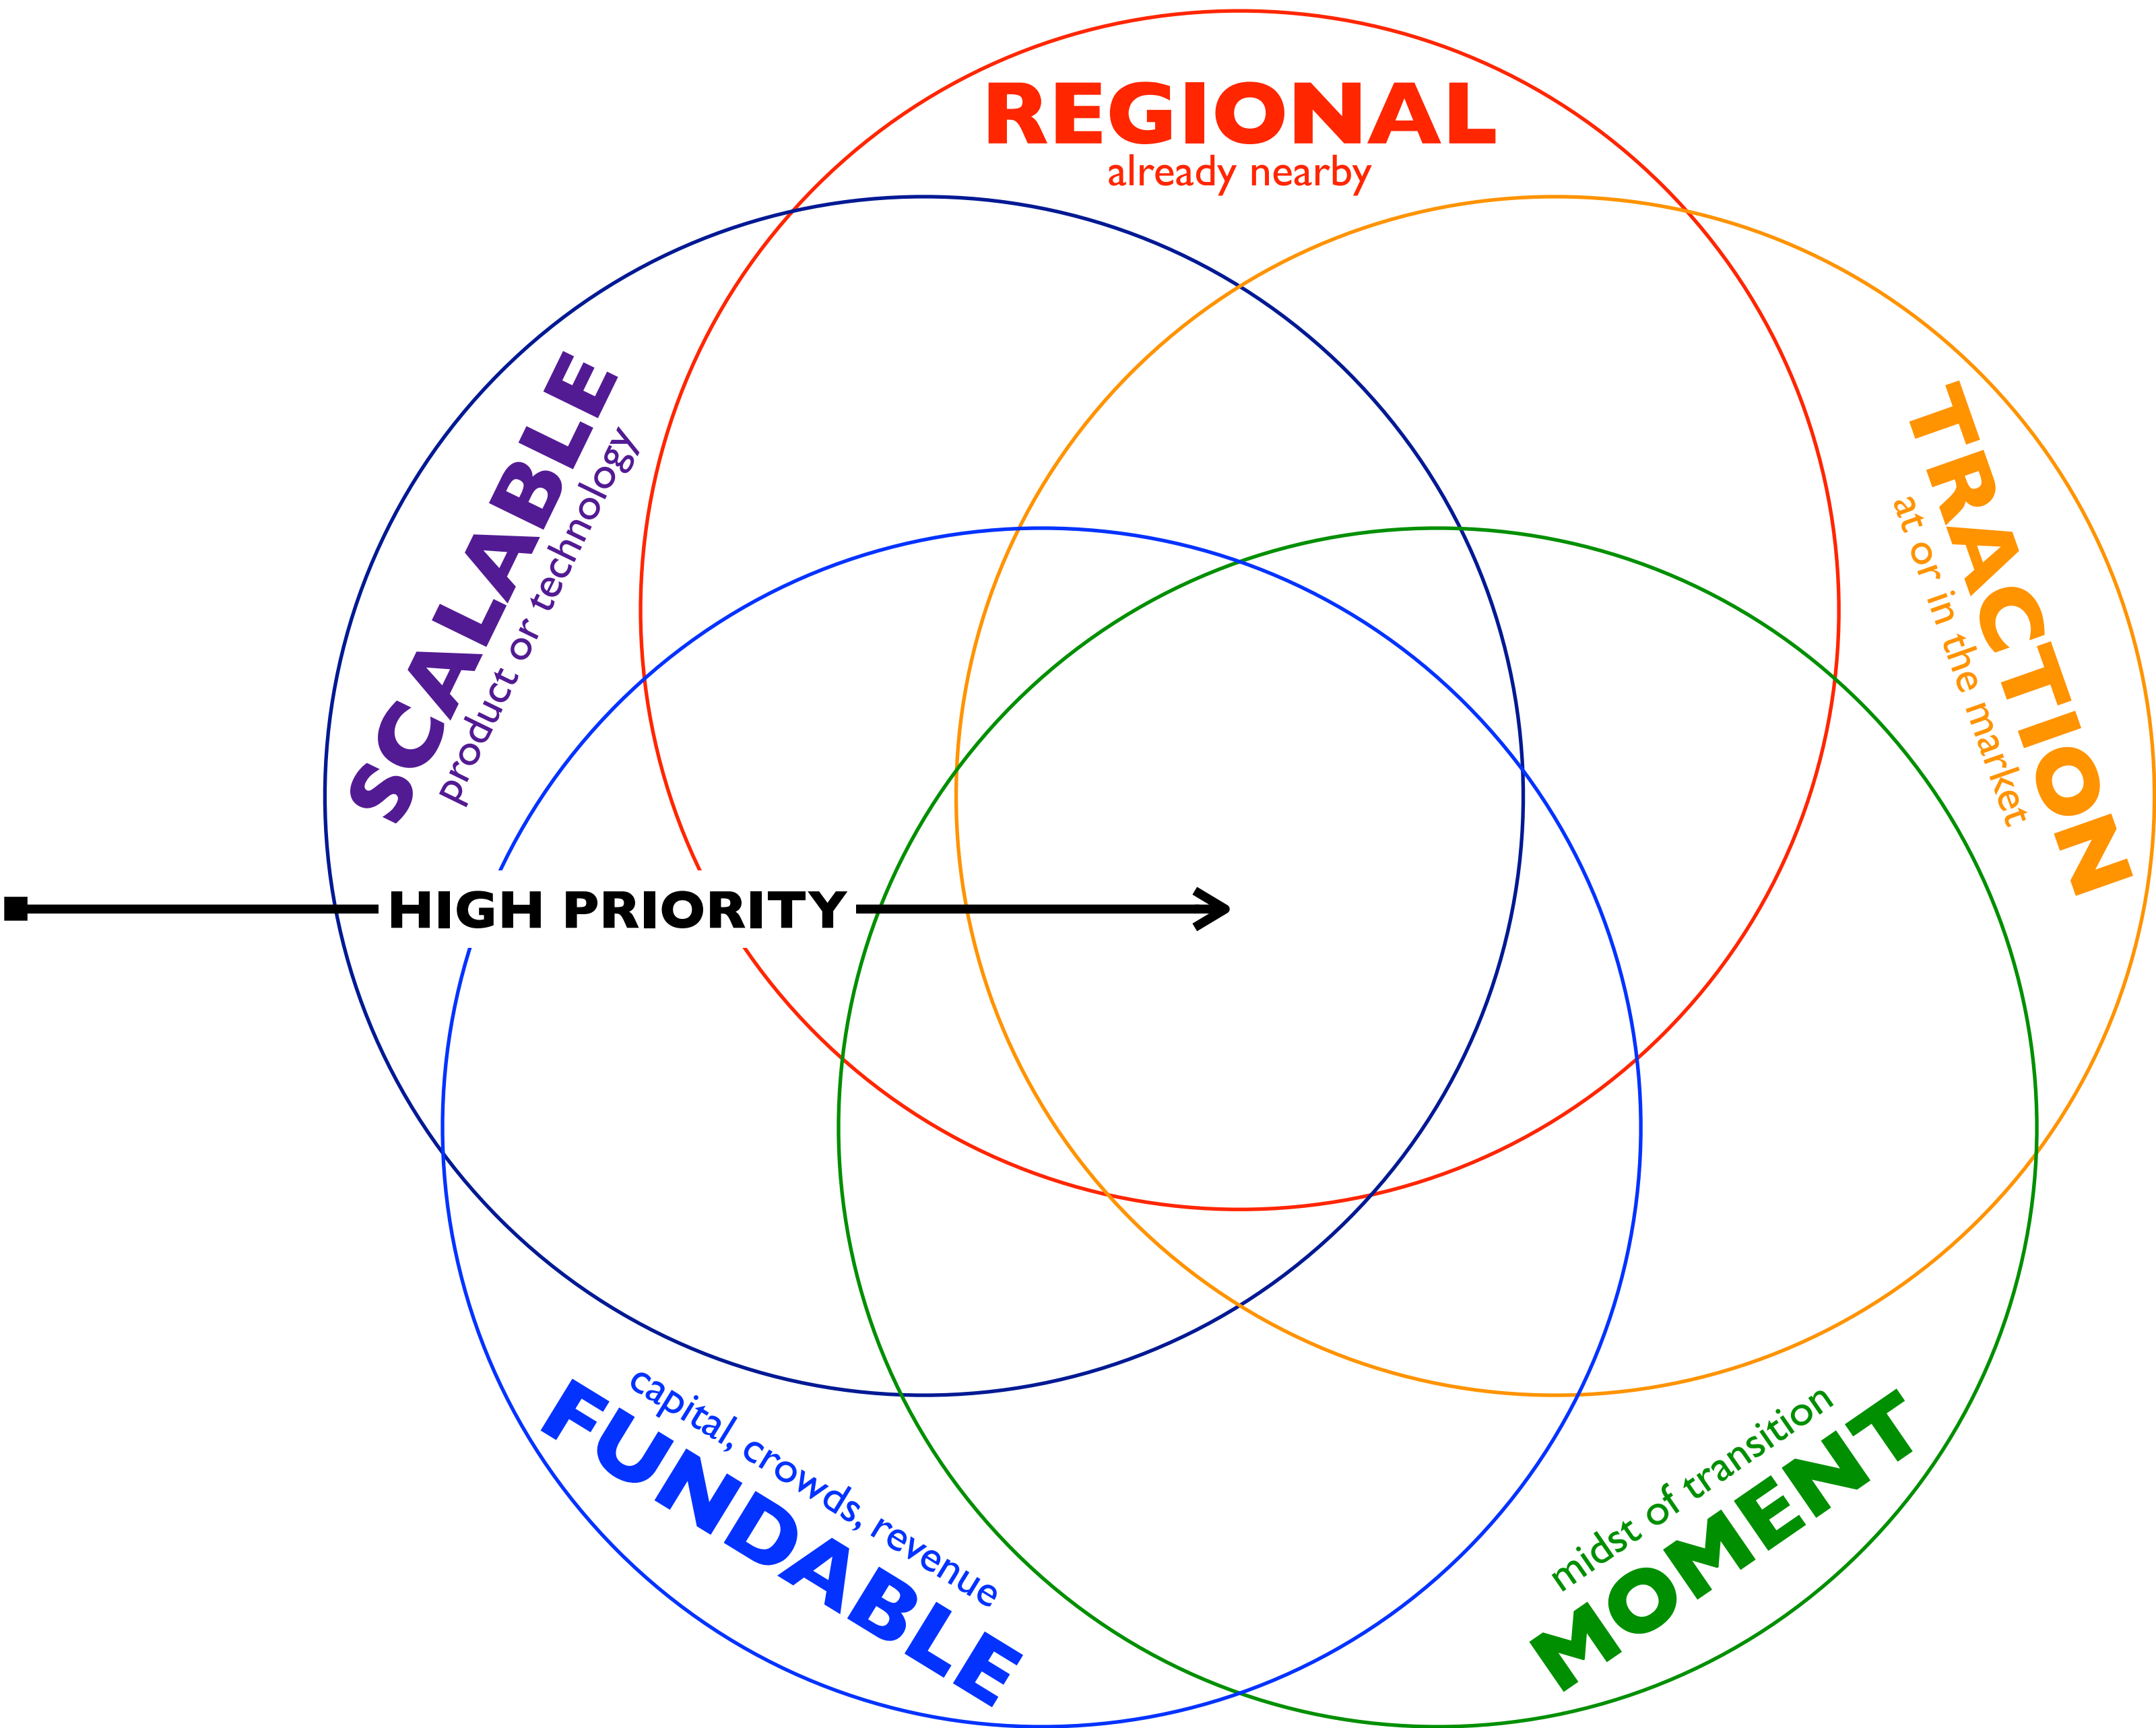 REGIONAL
already nearby
SCALABLE
product or technology
TRACTION
at or in the market
HIGH PRIORITY
capital, crowds, revenue
FUNDABLE
midst of transition
MOMENT